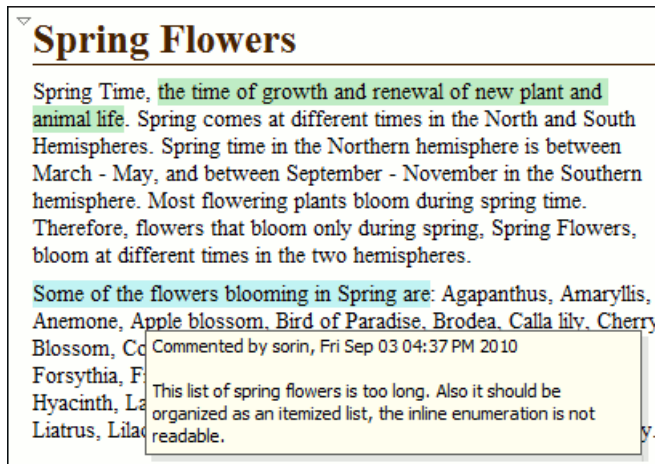 Spring Flowers
Spring Time, the time of growth and renewal of new plant and
animal life. Spring comes at different times in the North and South
Hemispheres. Spring time in the Northern hemisphere is between
March - May, and between September - November in the Southern
hemisphere. Most flowering plants bloom during spring time.
Therefore, flowers that bloom only during spring, Spring Flowers,
bloom at different times in the two hemispheres.
Some of the flowers blooming in Spring are: Agapanthus, Amaryllis,
Anemone, Apple blossom, Bird of Paradise, Brodea, Calla lily, Cherry
Blossom,
Forsythia,
Hyacinth,
Liatrus,
Commented by sorin, Fri Sep 03 04:37 PM 2010
This list of spring flowers is too long. Also it should be
organized as an itemized list, the inline enumeration is not
readable.